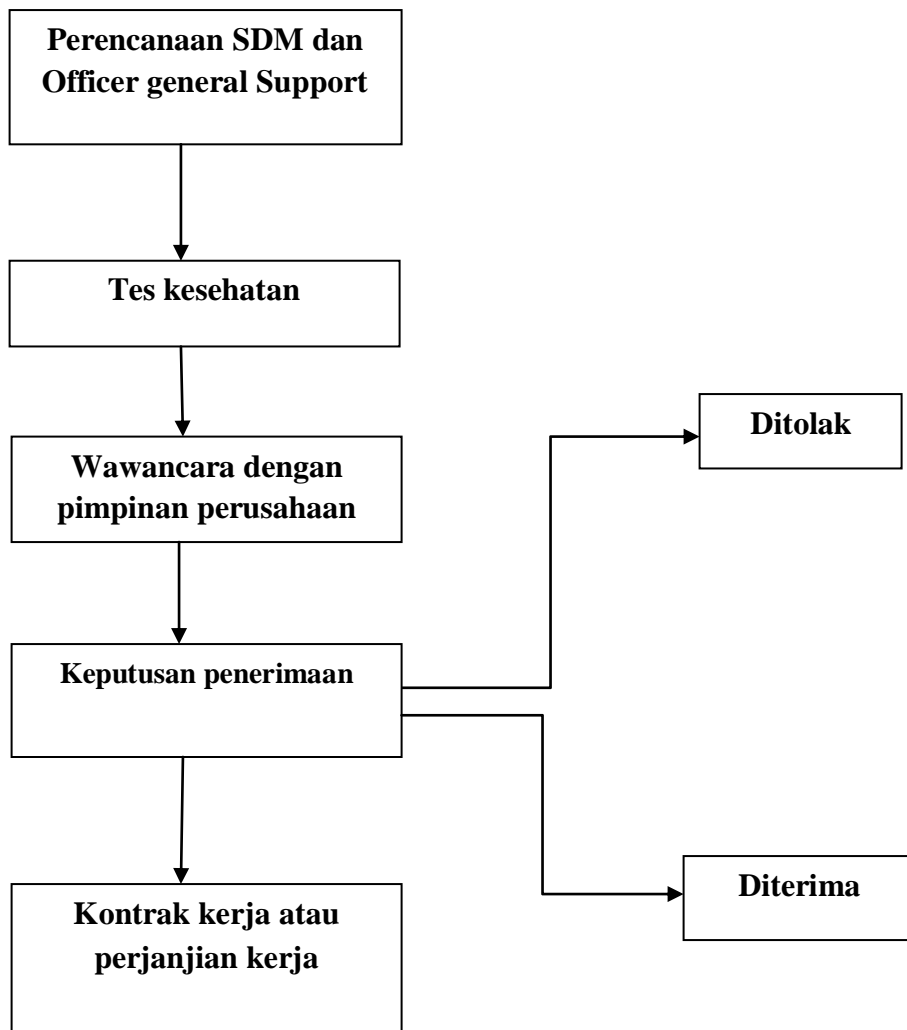 Perencanaan SDM dan
Officer general Support
Tes kesehatan
Ditolak
Wawancara dengan
pimpinan perusahaan
Keputusan penerimaan
Diterima
Kontrak kerja atau
perjanjian kerja